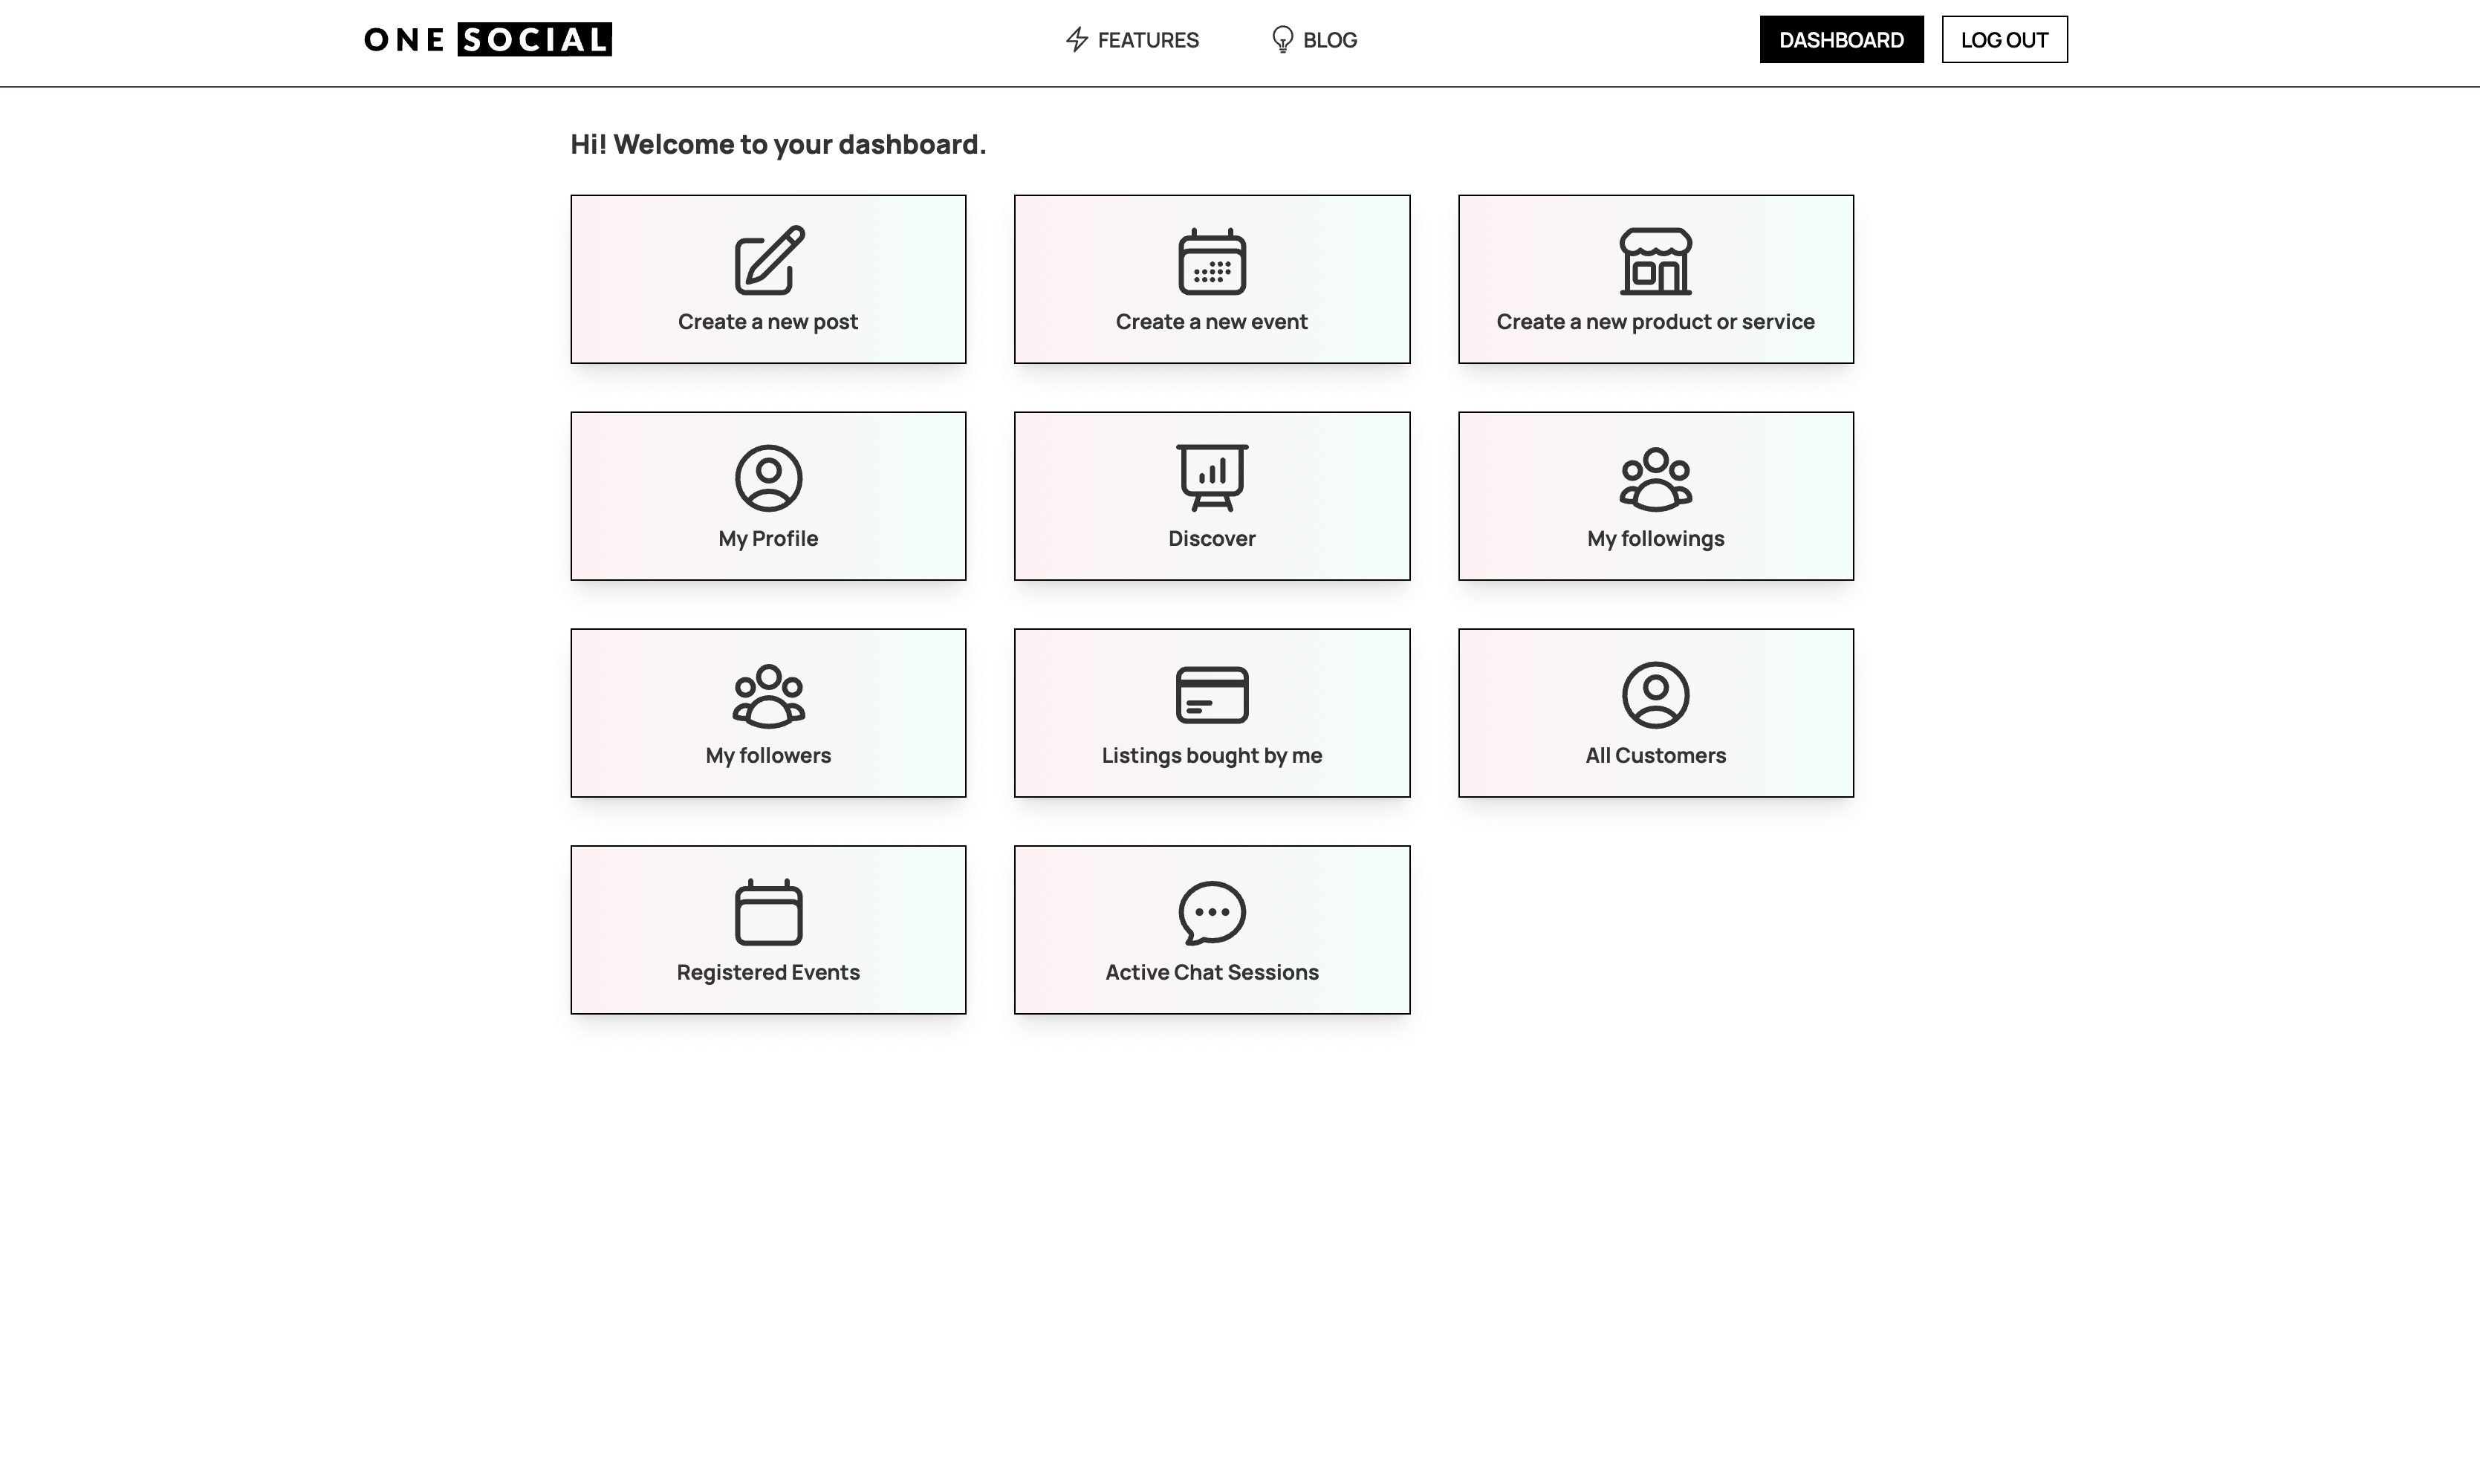 ONE SOCIAL
FEATURES
BLOG
DASHBOARD
LOG OUT
Hi! Welcome to your dashboard.
Create a new post
Create a new event
Create a new product or service
My Profile
Discover
My followings
My followers
Listings bought by me
All Customers
Registered Events
Active Chat Sessions